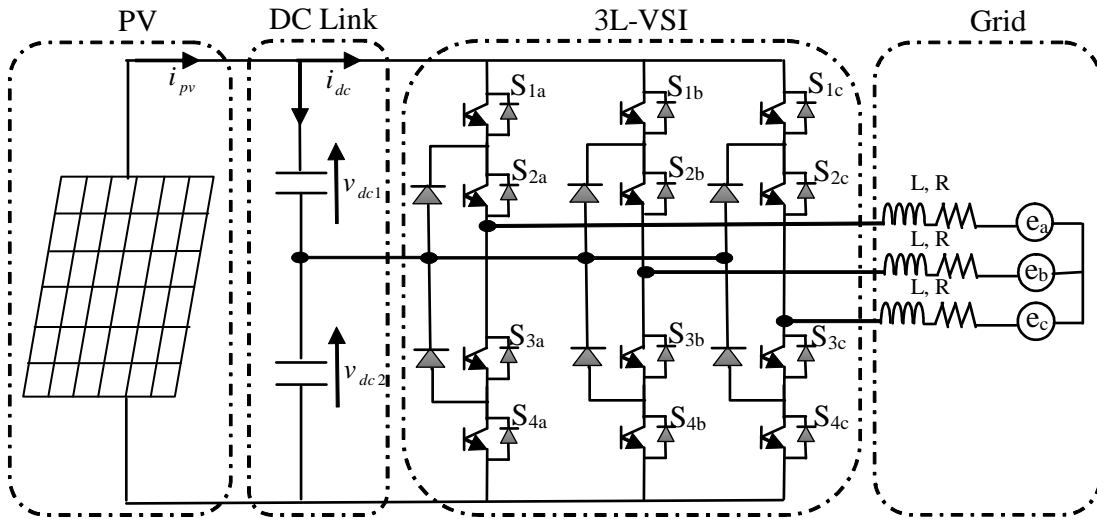 PV
DC Link
3L-VSI
Grid
i_pv
i_dc
S1a
S1b
S1c
v_dc1
S2a
S2b
S2c
L, R
e_a
L, R
e_b
L, R
e_c
v_dc2
S3a
S3b
S3c
S4a
S4b
S4c